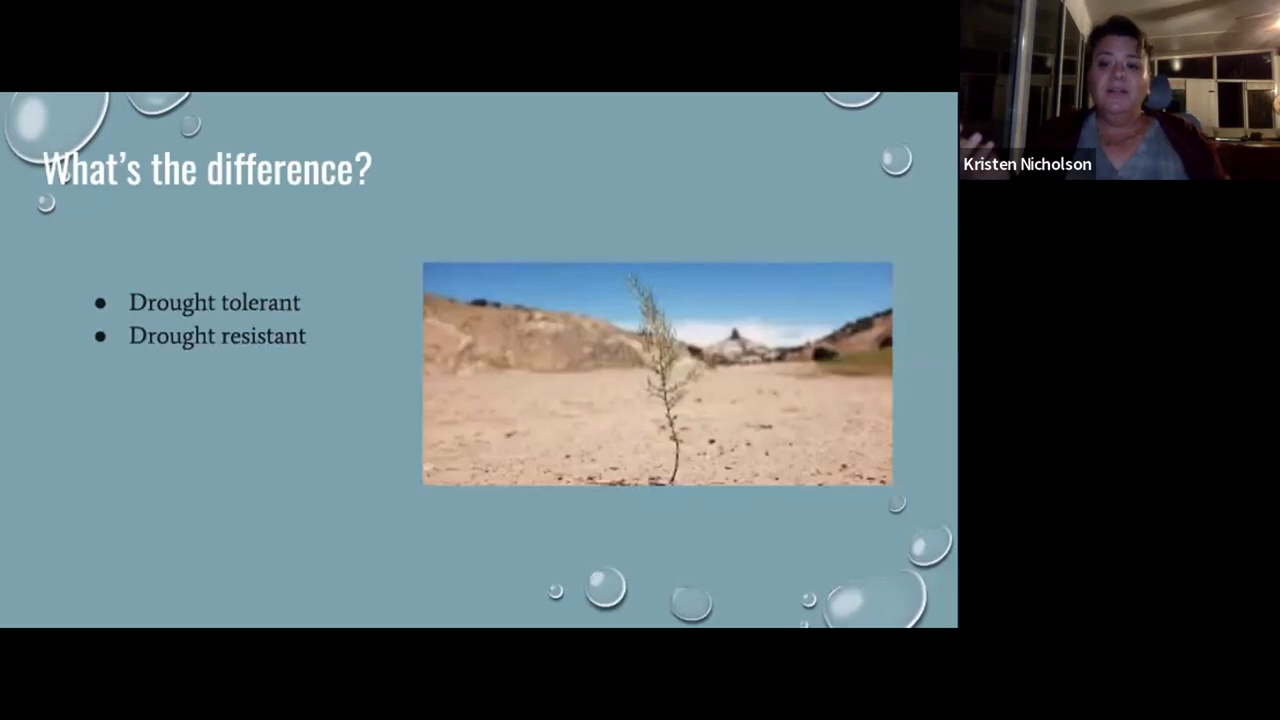 What's the difference?
● Drought tolerant
● Drought resistant
Kristen Nicholson